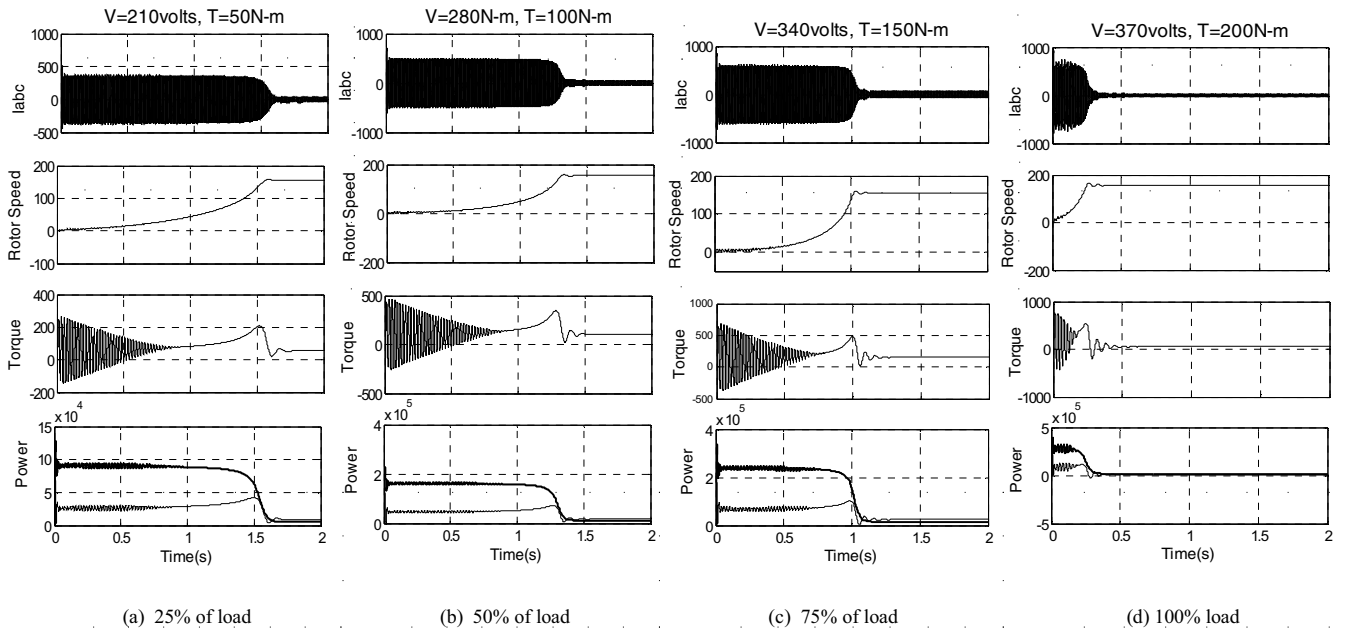 V=210volts, T=50N-m
1000
500
0
-500
Iabc
200
100
0
-100
Rotor Speed
400
200
0
-200
Torque
x 10^4
15
10
5
0
Power
0 0.5 1 1.5 2
Time(s)
(a) 25% of load
V=280N-m, T=100N-m
1000
0
-1000
Iabc
200
0
-200
Rotor Speed
500
0
-500
Torque
x 10^5
4
2
0
Power
0 0.5 1 1.5 2
Time(s)
(b) 50% of load
V=340volts, T=150N-m
1000
0
-1000
Iabc
200
100
0
Rotor Speed
1000
500
0
-500
Torque
x 10^5
4
2
0
Power
0 0.5 1 1.5 2
Time(s)
(c) 75% of load
V=370volts, T=200N-m
1000
0
-1000
Iabc
200
0
-200
Rotor Speed
1000
0
-1000
Torque
x 10^5
5
0
-5
Power
0 0.5 1 1.5 2
Time(s)
(d) 100% load